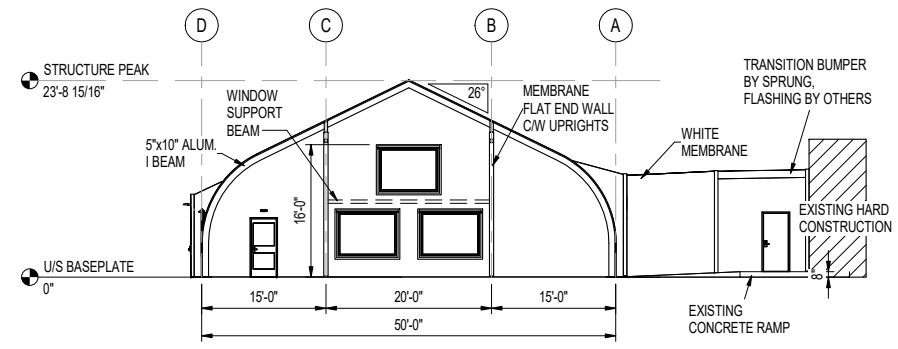 D
C
B
A
STRUCTURE PEAK
23'-8 15/16"
WINDOW
SUPPORT
BEAM
5"x10" ALUM.
I BEAM
26°
MEMBRANE
FLAT END WALL
C/W UPRIGHTS
TRANSITION BUMPER
BY SPRUNG,
FLASHING BY OTHERS
WHITE
MEMBRANE
16'-0"
EXISTING HARD
CONSTRUCTION
U/S BASEPLATE
0"
8"
15'-0"
20'-0"
15'-0"
50'-0"
EXISTING
CONCRETE RAMP